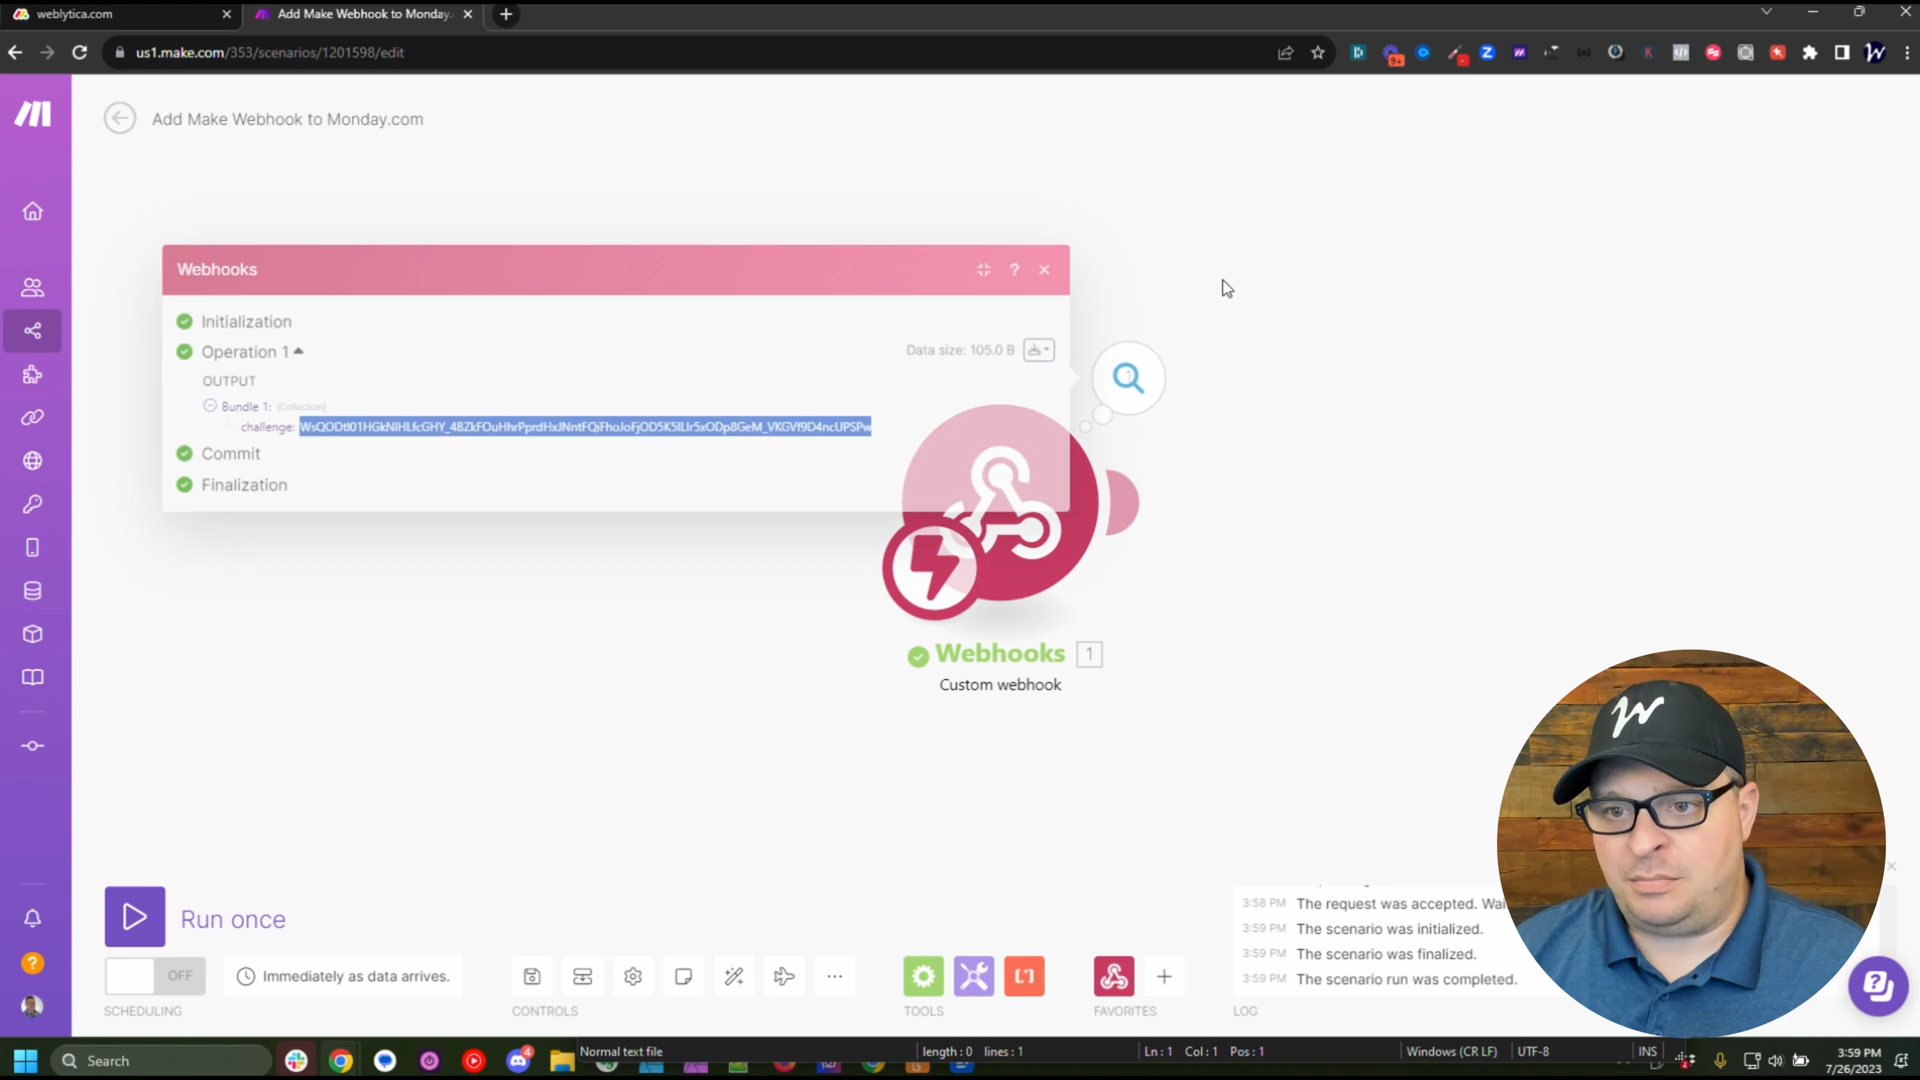 weblytica.com
Add Make Webhook to Monday.
us1.make.com/353/scenarios/1201598/edit
Add Make Webhook to Monday.com
Webhooks
?
Initialization
Operation 1
Data size: 105.0 B
OUTPUT
Bundle 1: (Collection)
challenge:
Commit
Finalization
1
Webhooks 1
Custom webhook
Run once
OFF
Immediately as data arrives.
SCHEDULING
CONTROLS
TOOLS
FAVORITES
LOG
3:58 PM The request was accepted. Wai
3:59 PM The scenario was initialized.
3:59 PM The scenario was finalized.
3:59 PM The scenario run was completed.
Search
Normal text file
length : 0 lines : 1
Ln : 1 Col : 1 Pos : 1
Windows (CR LF)
UTF-8
INS
3:59 PM
7/26/2023